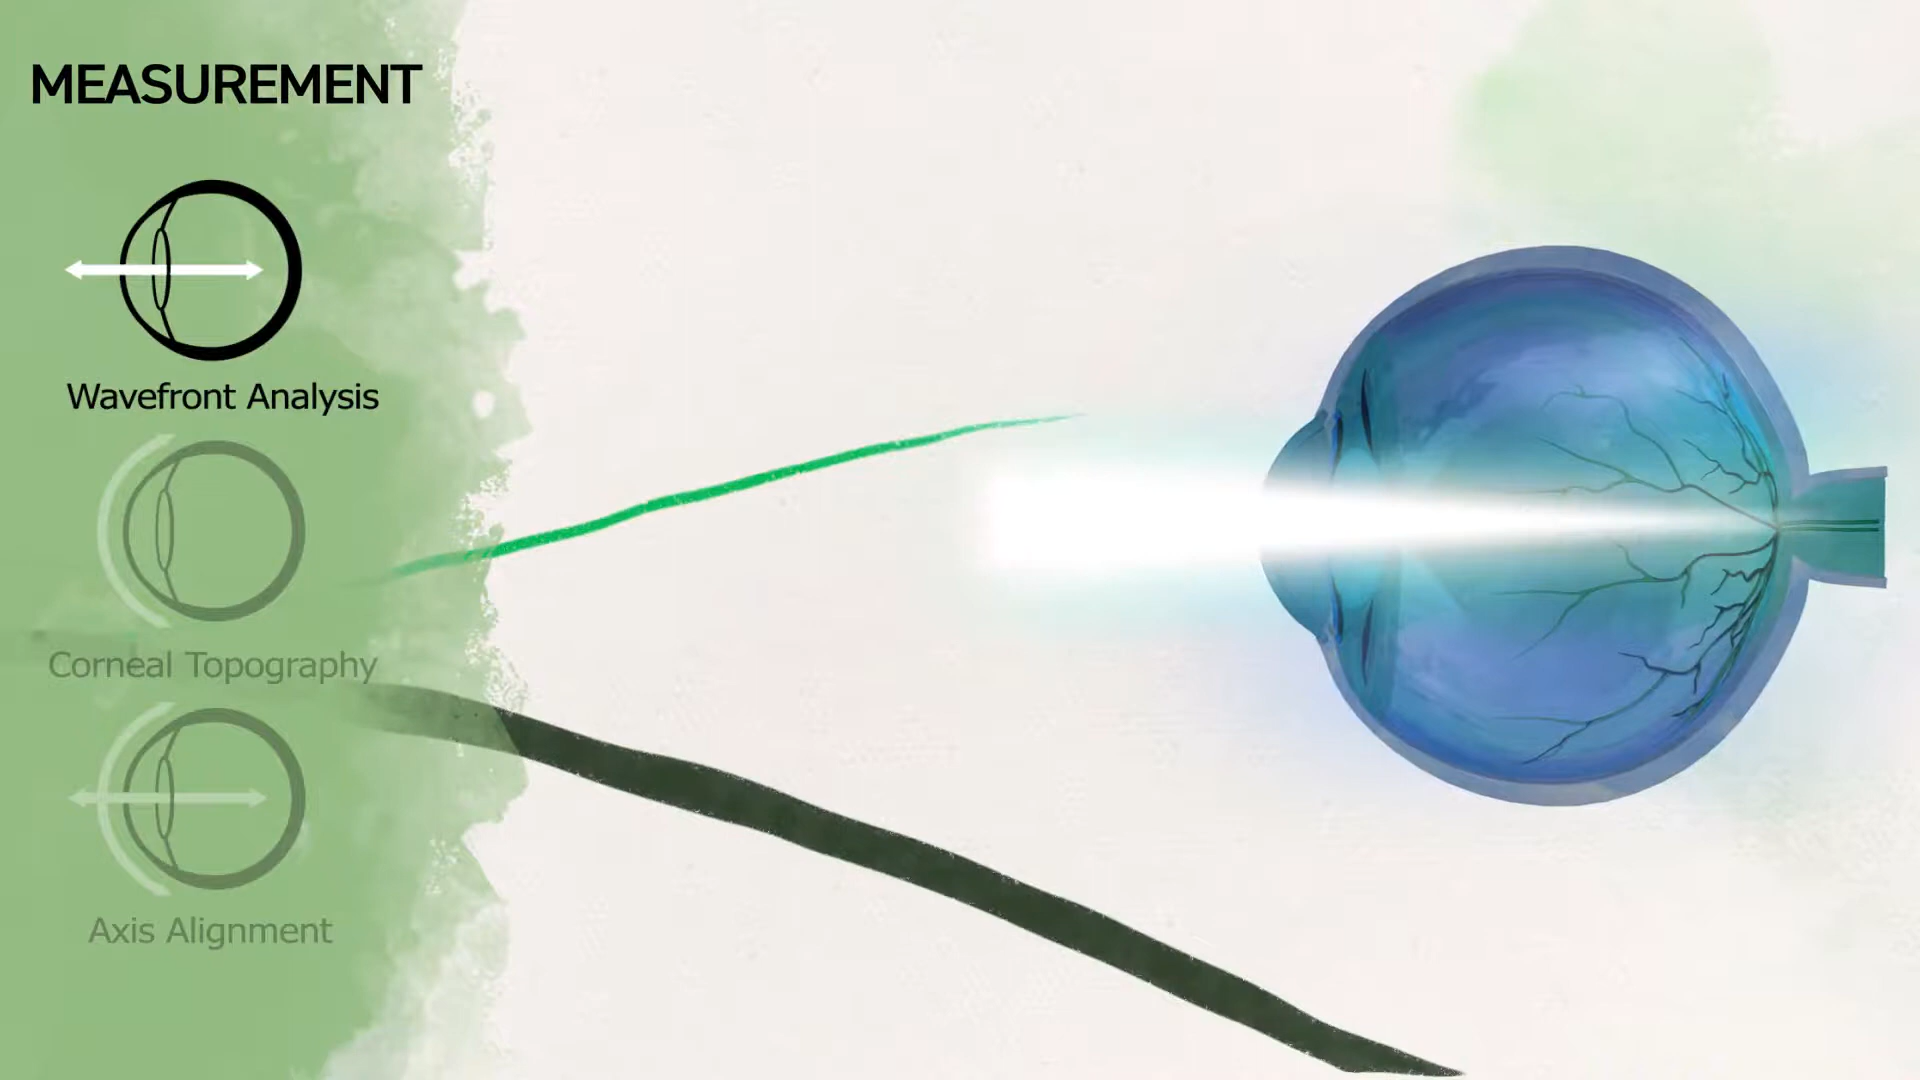 MEASUREMENT
Wavefront Analysis
Corneal Topography
Axis Alignment